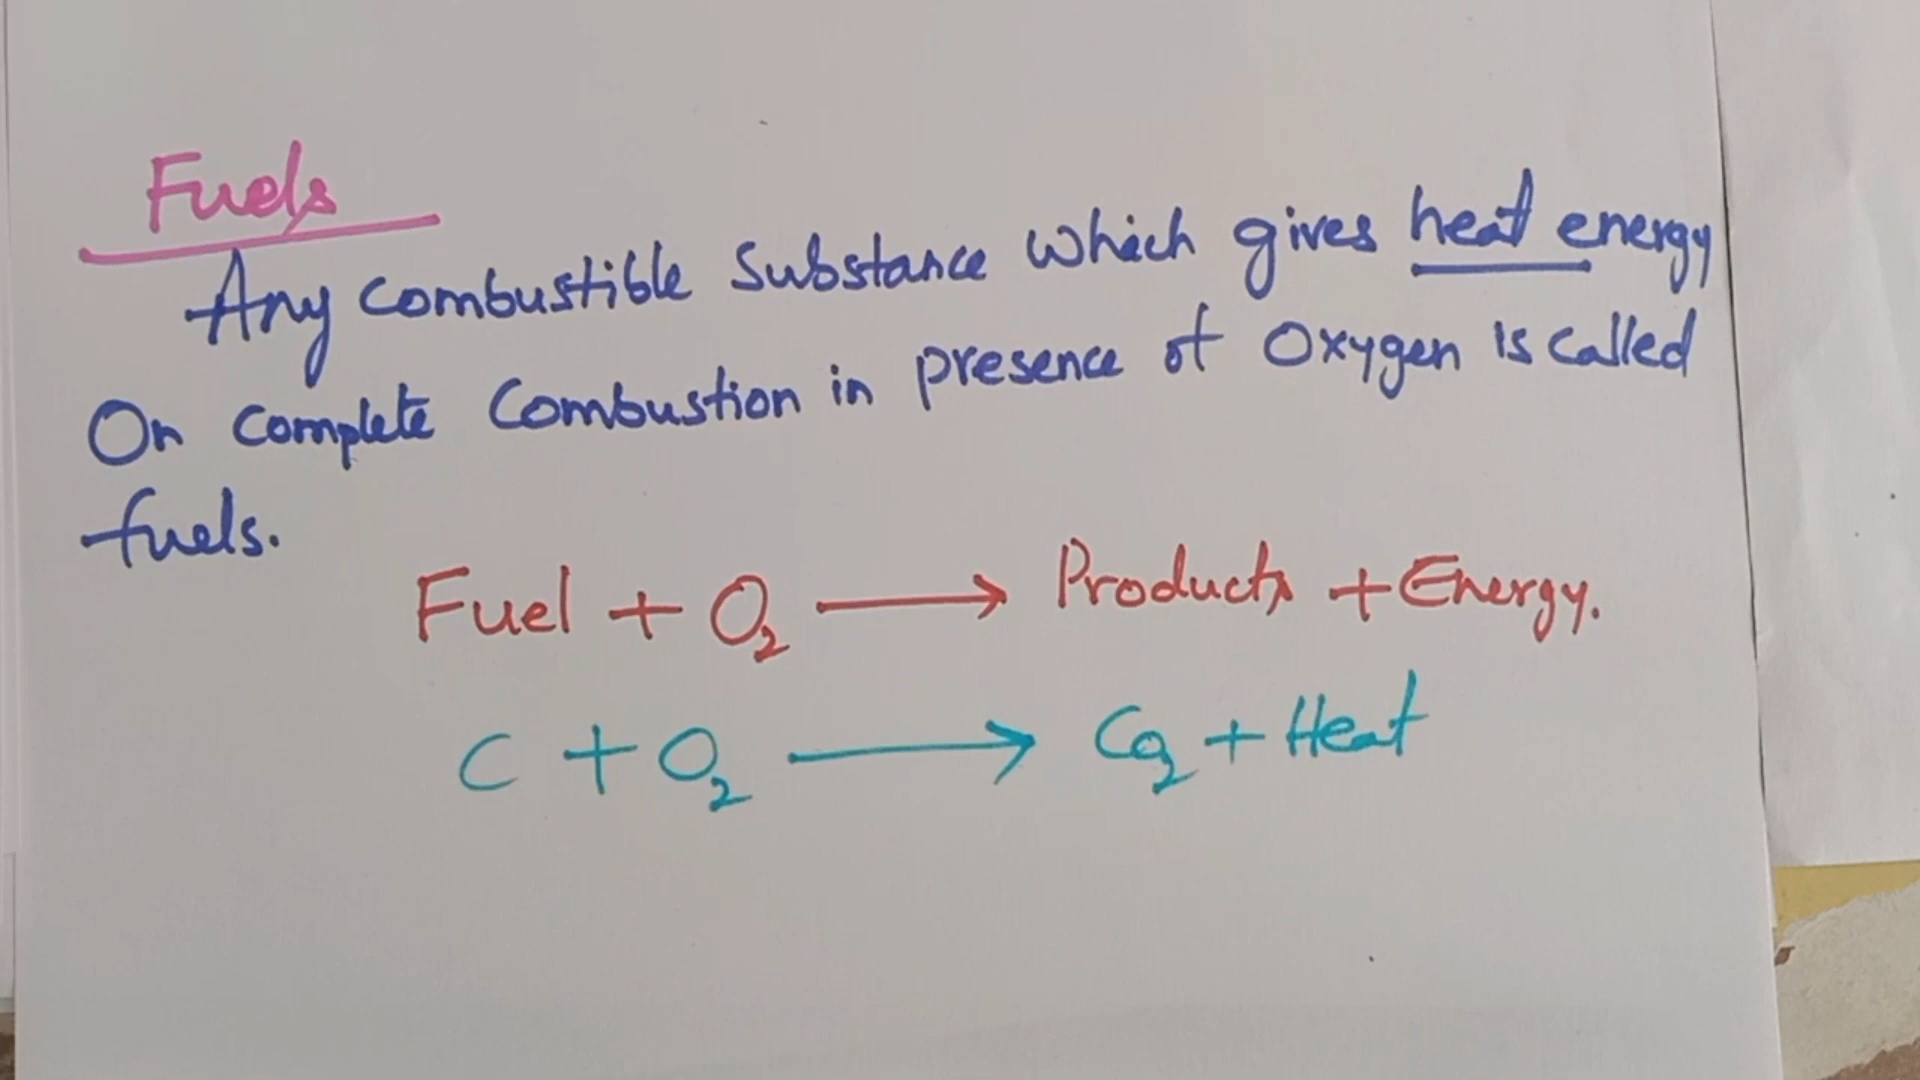 Fuels
Any combustible Substance which gives heat energy
On complete Combustion in presence of Oxygen is called
fuels.
Fuel + O₂ → Products + Energy.
C + O₂ → CO₂ + Heat